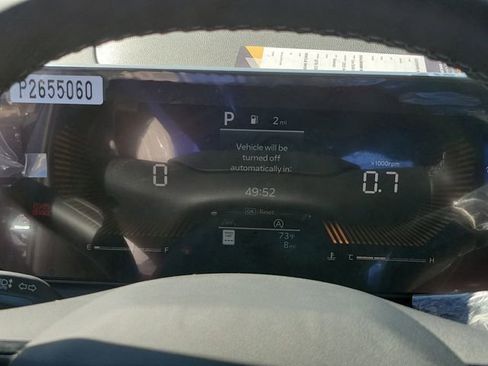 P2655060
P 2 mi
Vehicle will be
turned off
automatically in:
x1000rpm
0 49:52 0.7
OK Reset
A
73°F
8 mi
E F C H